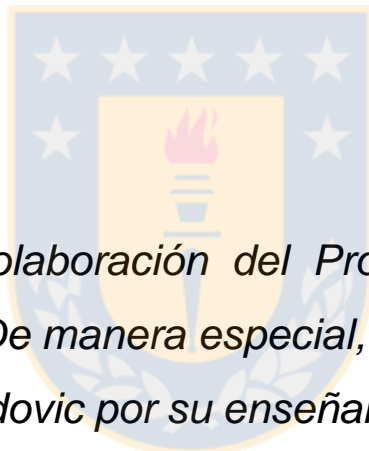 olaboración del Pro
De manera especial,
dovic por su enseñar